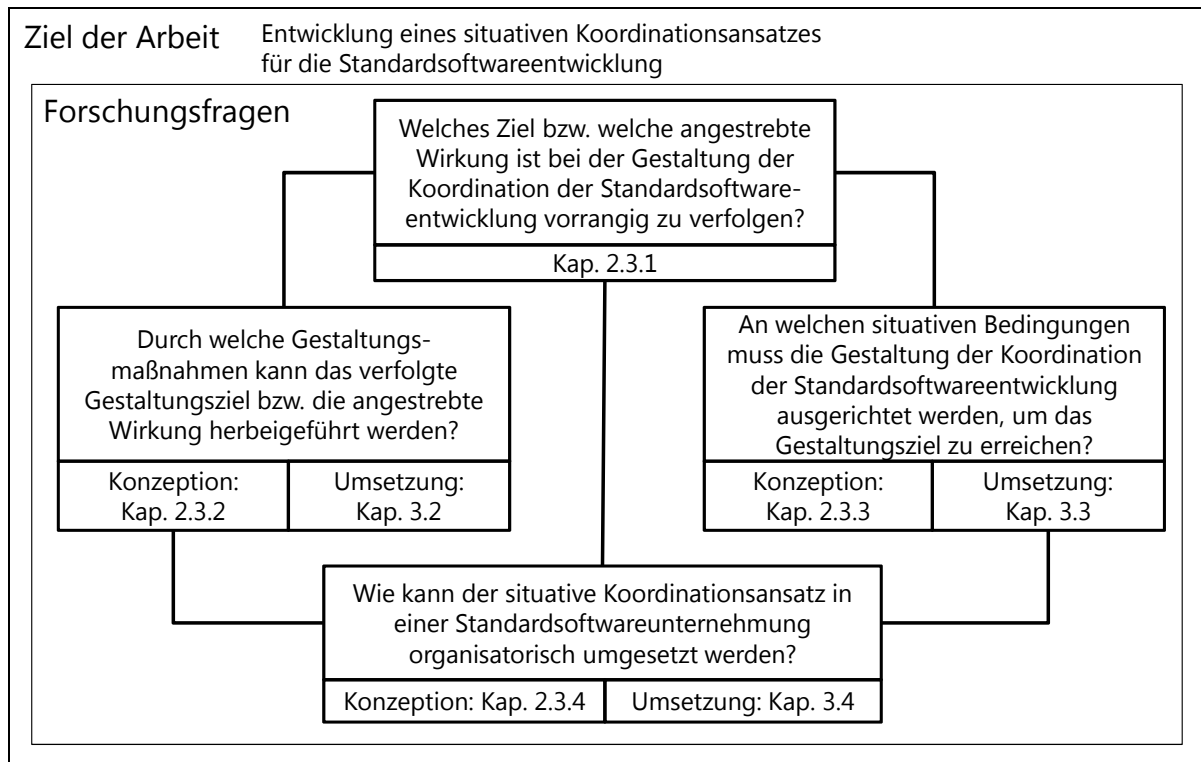 Ziel der Arbeit
Entwicklung eines situativen Koordinationsansatzes
für die Standardsoftwareentwicklung
Forschungsfragen
Welches Ziel bzw. welche angestrebte
Wirkung ist bei der Gestaltung der
Koordination der Standardsoftware-
entwicklung vorrangig zu verfolgen?
Kap. 2.3.1
Durch welche Gestaltungs-
maßnahmen kann das verfolgte
Gestaltungsziel bzw. die angestrebte
Wirkung herbeigeführt werden?
Konzeption:
Kap. 2.3.2
Umsetzung:
Kap. 3.2
An welchen situativen Bedingungen
muss die Gestaltung der Koordination
der Standardsoftwareentwicklung
ausgerichtet werden, um das
Gestaltungsziel zu erreichen?
Konzeption:
Kap. 2.3.3
Umsetzung:
Kap. 3.3
Wie kann der situative Koordinationsansatz in
einer Standardsoftwareunternehmung
organisatorisch umgesetzt werden?
Konzeption: Kap. 2.3.4
Umsetzung: Kap. 3.4